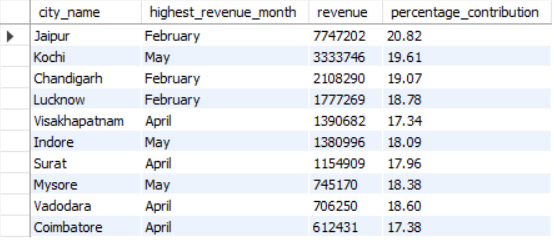 city_name highest_revenue_month revenue percentage_contribution
Jaipur February 7747202 20.82
Kochi May 3333746 19.61
Chandigarh February 2108290 19.07
Lucknow February 1777269 18.78
Visakhapatnam April 1390682 17.34
Indore May 1380996 18.09
Surat April 1154909 17.96
Mysore May 745170 18.38
Vadodara April 706250 18.60
Coimbatore April 612431 17.38